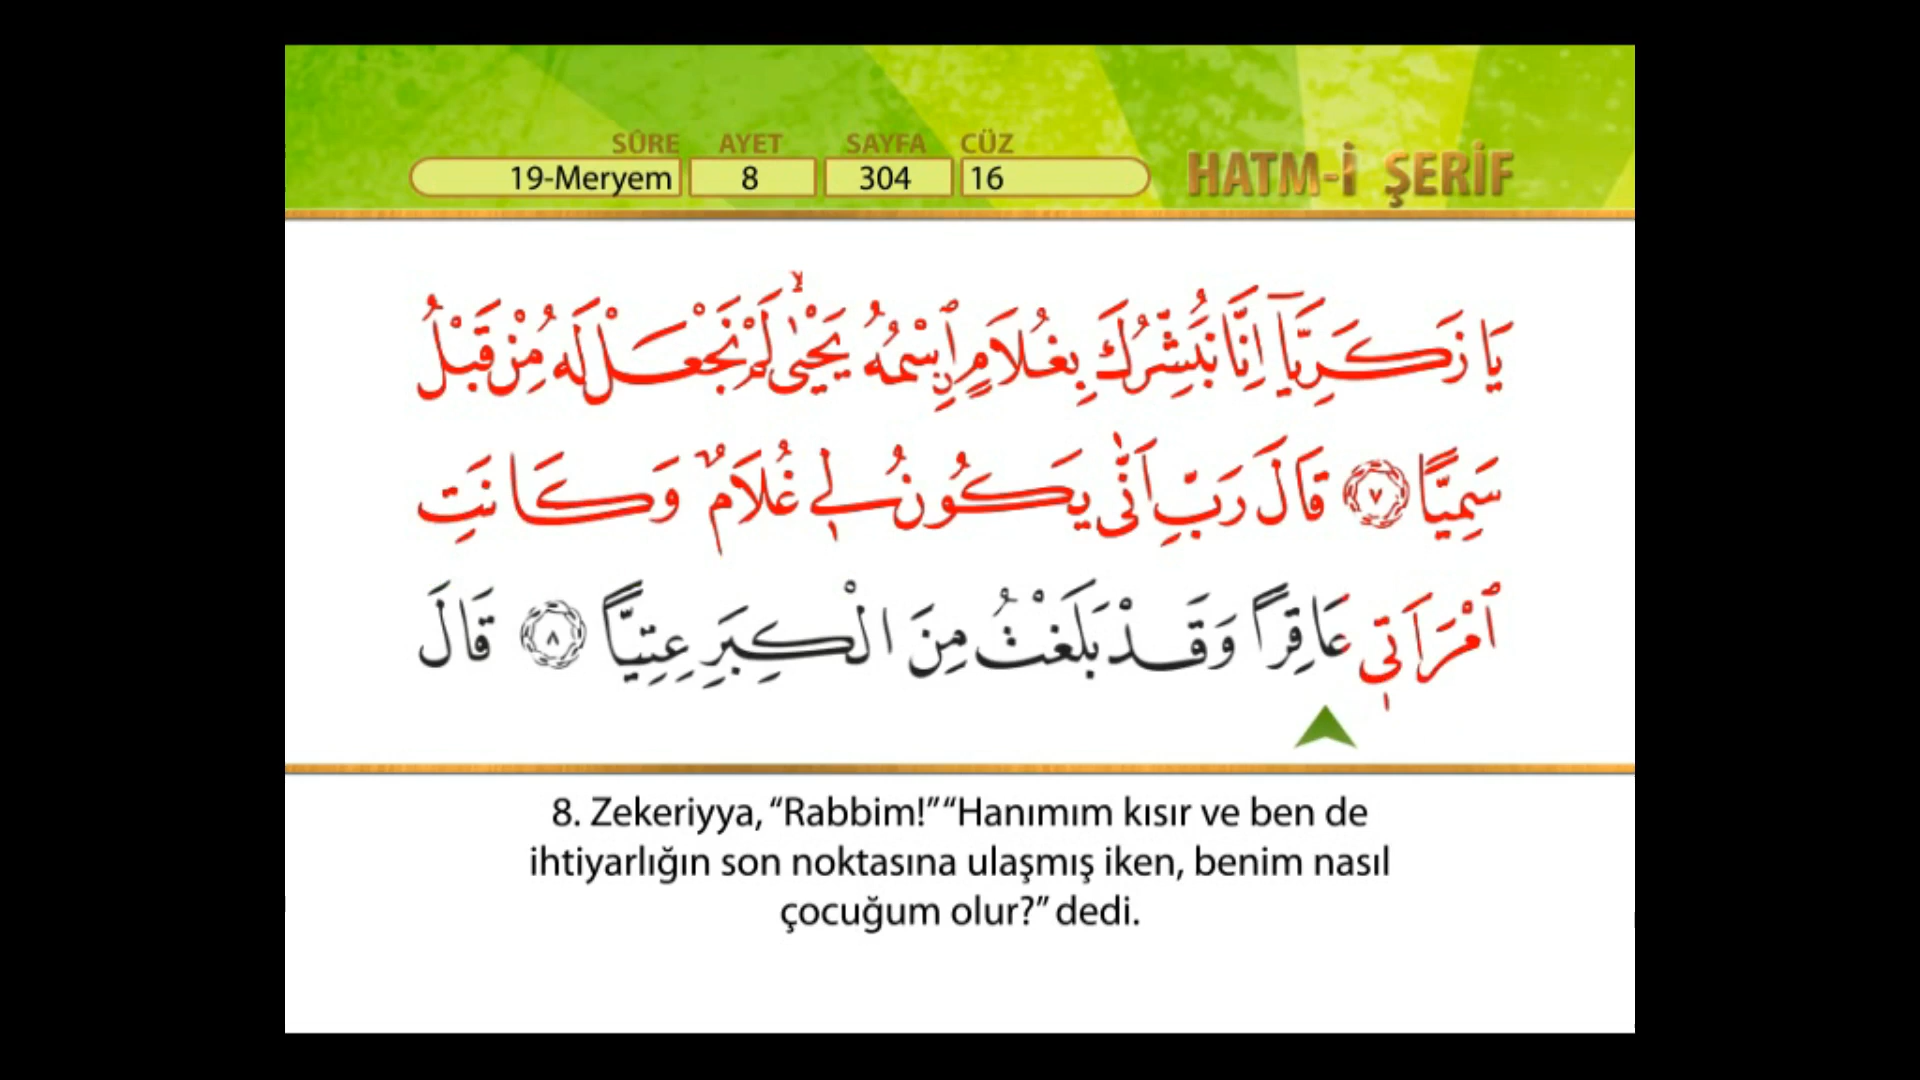 SÛRE AYET SAYFA CÜZ
19-Meryem 8 304 16
HATM-İ ŞERİF
يَا زَكَرِيَّٓا اِنَّا نُبَشِّرُكَ بِغُلَامٍۨ اسْمُهُ يَحْيٰىۙ لَمْ نَجْعَلْ لَهُ مِنْ قَبْلُ
سَمِيًّا ٧ قَالَ رَبِّ اَنّٰى يَكُونُ لٖي غُلَامٌ وَكَانَتِ
امْرَاَتٖي عَاقِرًا وَقَدْ بَلَغْتُ مِنَ الْكِبَرِ عِتِيًّا ٨ قَالَ
8. Zekeriyya, “Rabbim!” “Hanımım kısır ve ben de
ihtiyarlığın son noktasına ulaşmış iken, benim nasıl
çocuğum olur?” dedi.